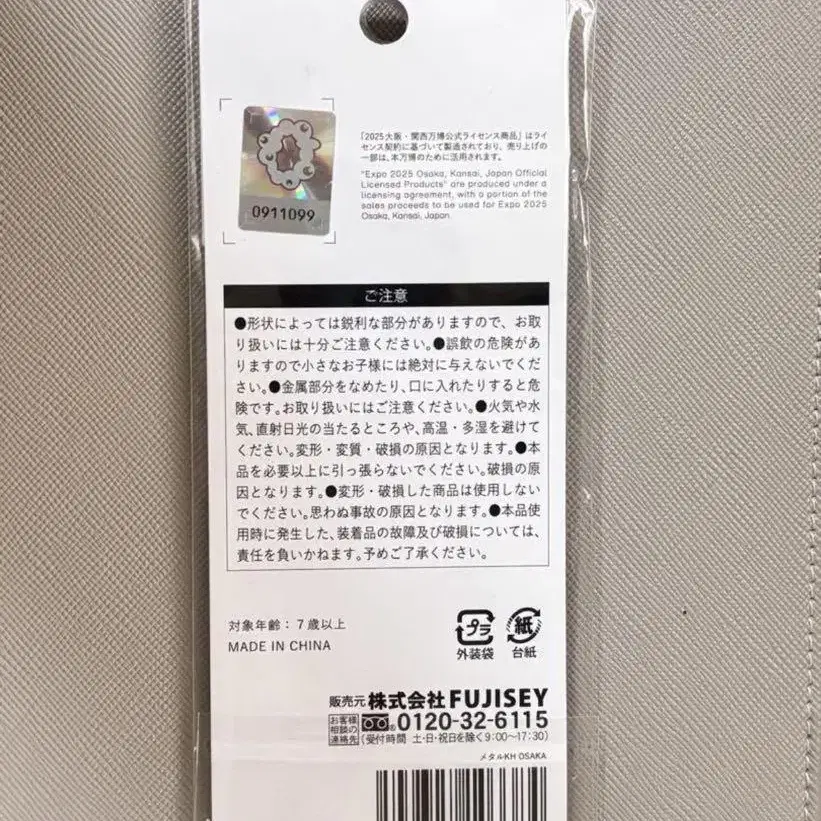 0911099
「2025大阪・関西万博公式ライセンス商品」はライ
センス契約に基づいて製造されており、売り上げの
一部は、本万博のために活用されます。
"Expo 2025 Osaka, Kansai, Japan Official
Licensed Products" are produced under a
licensing agreement, with a portion of the
sales proceeds to be used for Expo 2025
Osaka, Kansai, Japan.
ご注意
●形状によっては鋭利な部分がありますので、お取
り扱いには十分ご注意ください。●誤飲の危険があ
りますので小さなお子様には絶対に与えないでくだ
さい。●金属部分をなめたり、口に入れたりすると危
険です。お取り扱いにはご注意ください。●火気や水
気、直射日光の当たるところや、高温・多湿を避けて
ください。変形・変質・破損の原因となります。●本
品を必要以上に引っ張らないでください。破損の原
因となります。●変形・破損した商品は使用しない
でください。思わぬ事故の原因となります。●本品使
用時に発生した、装着品の故障及び破損については、
責任を負いかねます。予めご了承ください。
対象年齢：7歳以上
MADE IN CHINA
プラ
外装袋
紙
台紙
販売元 株式会社FUJISEY
お客様
相談の
連絡先
0120-32-6115
(受付時間 土・日・祝日を除く9:00~17:30)
メタルKH OSAKA